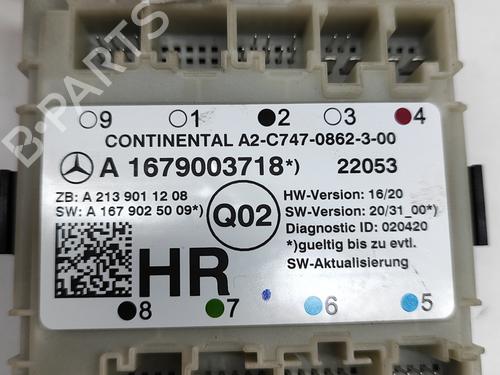 9 1 2 3 4
CONTINENTAL A2-C747-0862-3-00
A 1679003718*) 22053
ZB: A 213 901 12 08
SW: A 167 902 55 09*)
Q02
HW-Version: 16/20
SW-Version: 20/31_00*)
Diagnostic ID: 020420
*)gueltig bis zu evtl.
SW-Aktualisierung
HR
8 7 6 5
B-PARTS